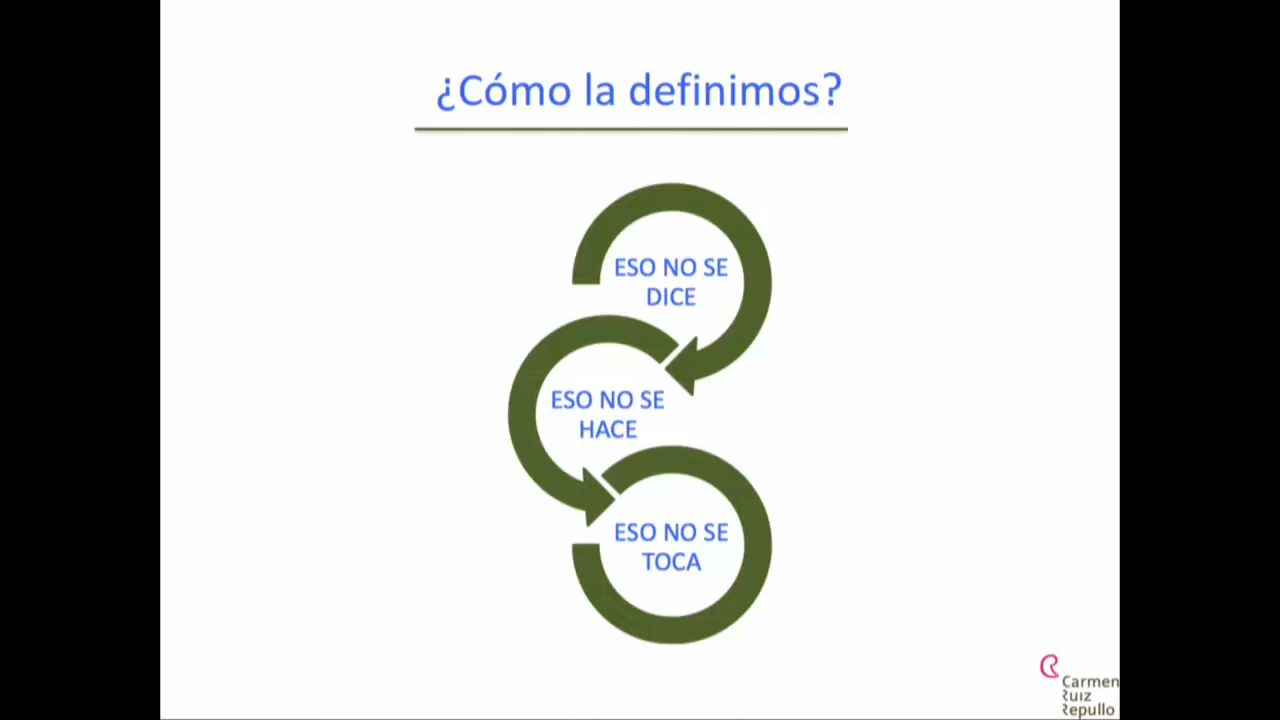 ¿Cómo la definimos?
ESO NO SE
DICE
ESO NO SE
HACE
ESO NO SE
TOCA
Carmen
Ruiz
Repullo